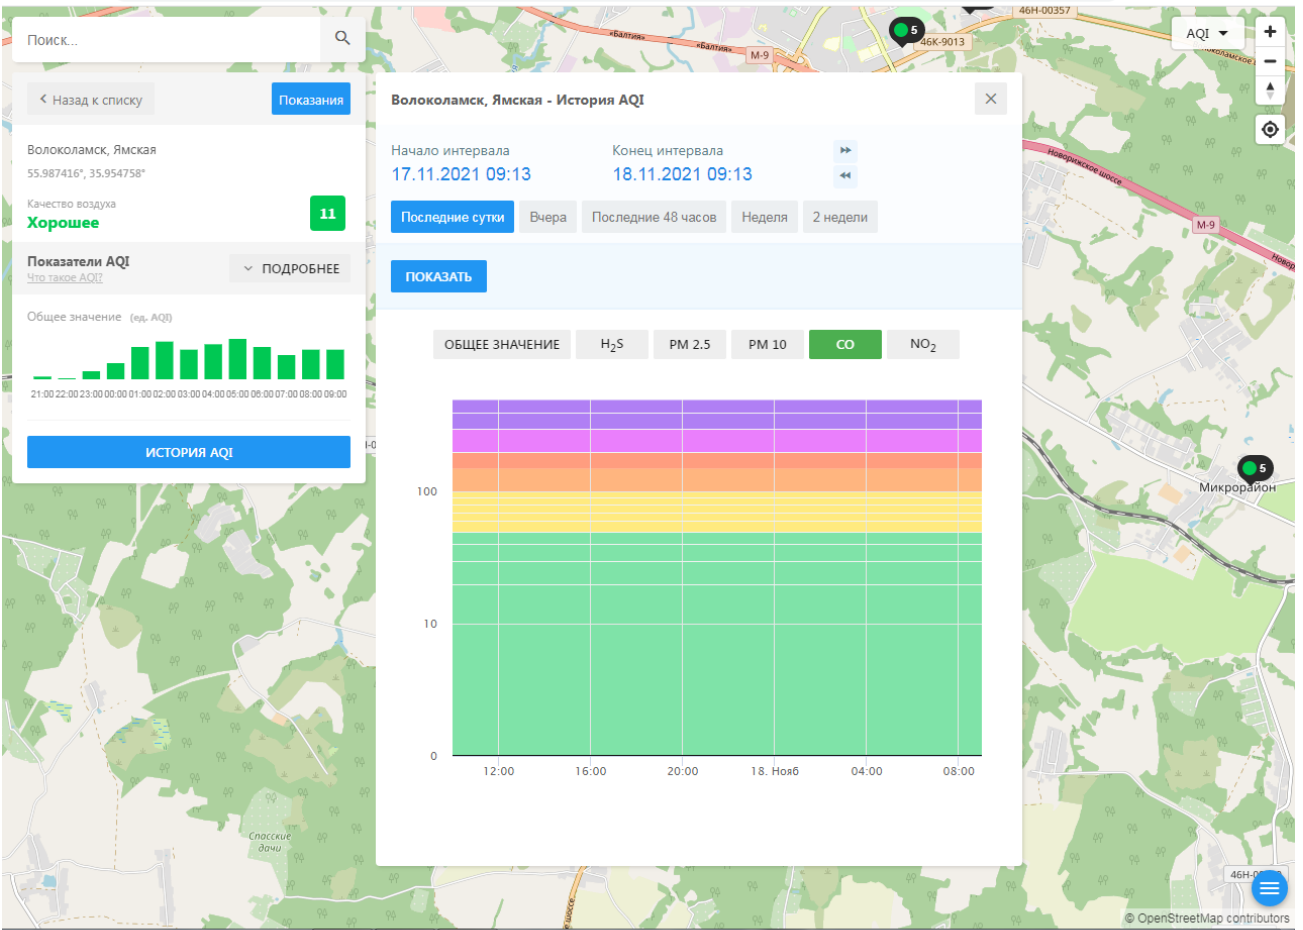 46Н-00357
Поиск...
«Балтия»
«Балтия»
М-9
5
46К-9013
AQI
Назад к списку
Показания
Волоколамск, Ямская - История AQI
Волоколамск, Ямская
55.987416°, 35.954758°
Начало интервала
Конец интервала
17.11.2021 09:13
18.11.2021 09:13
Новорижское шоссе
Качество воздуха
Хорошее
11
Последние сутки
Вчера
Последние 48 часов
Неделя
2 недели
М-9
Показатели AQI
Что такое AQI?
ПОДРОБНЕЕ
ПОКАЗАТЬ
Общее значение (ед. AQI)
ОБЩЕЕ ЗНАЧЕНИЕ
H₂S
PM 2.5
PM 10
CO
NO₂
21:00 22:00 23:00 00:00 01:00 02:00 03:00 04:00 05:00 06:00 07:00 08:00 09:00
ИСТОРИЯ AQI
5
Микрорайон
100
10
0
12:00
16:00
20:00
18. Нояб
04:00
08:00
Спасские
дачи
шоссе
© OpenStreetMap contributors